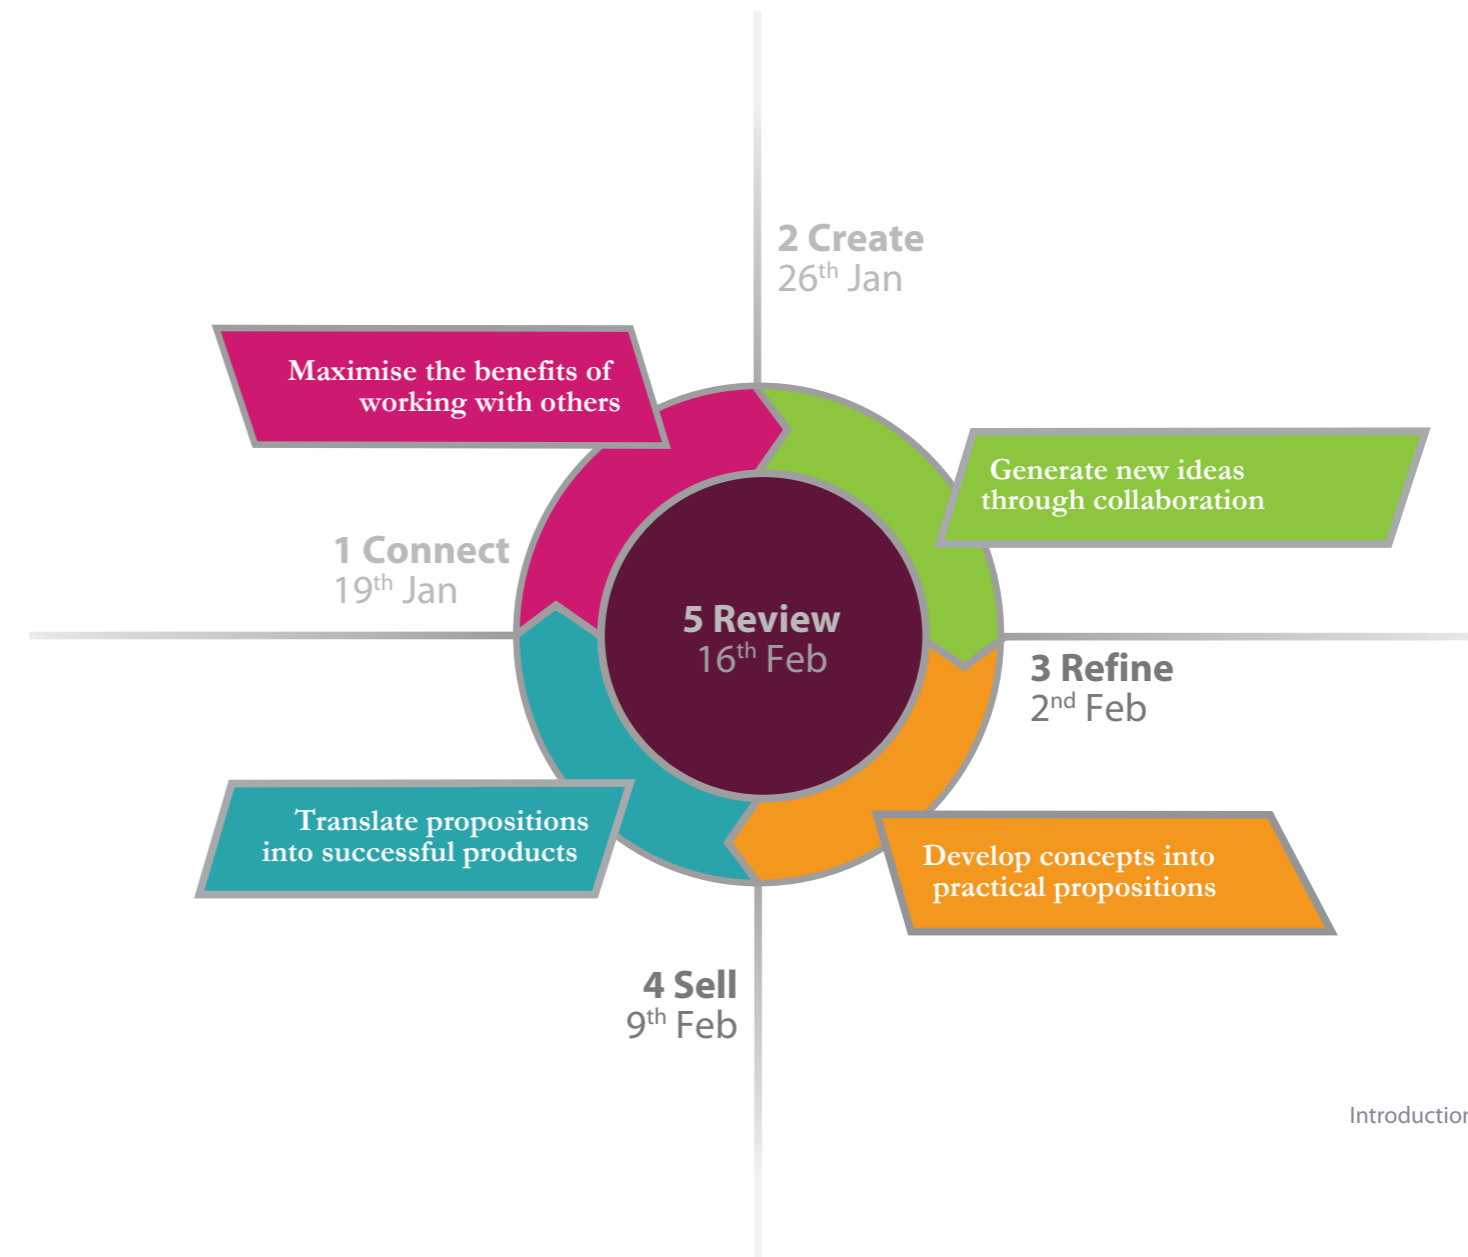 2 Create
26th Jan
Maximise the benefits of
working with others
Generate new ideas
through collaboration
1 Connect
19th Jan
5 Review
16th Feb
3 Refine
2nd Feb
Translate propositions
into successful products
Develop concepts into
practical propositions
4 Sell
9th Feb
Introduction